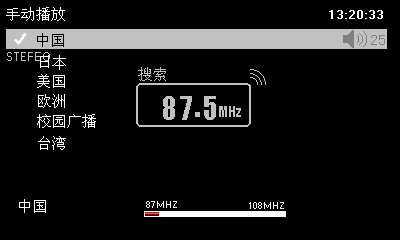 手动播放 13:20:33
中国 25
STEFEO
日本
搜索
美国
欧洲
87.5MHz
校园广播
台湾
中国 87MHZ 108MHZ